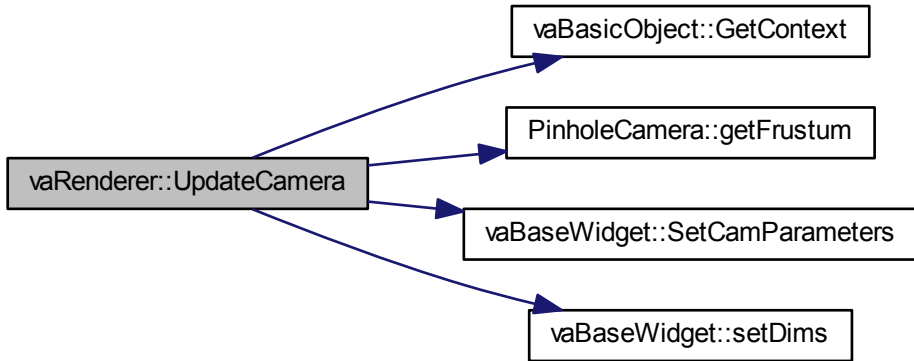 vaBasicObject::GetContext
PinholeCamera::getFrustum
vaRenderer::UpdateCamera
vaBaseWidget::SetCamParameters
vaBaseWidget::setDims